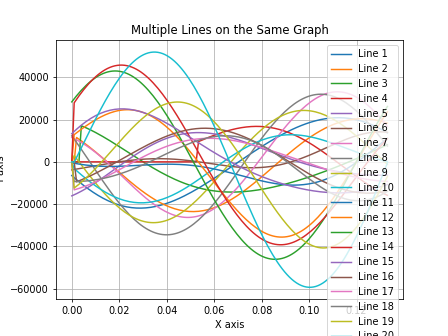 Multiple Lines on the Same Graph
40000
20000
0
−20000
−40000
−60000
0.00
0.02
0.04
0.06
0.08
0.10
X axis
axis
Line 1
Line 2
Line 3
Line 4
Line 5
Line 6
Line 7
Line 8
Line 9
Line 10
Line 11
Line 12
Line 13
Line 14
Line 15
Line 16
Line 17
Line 18
Line 19
Line 20